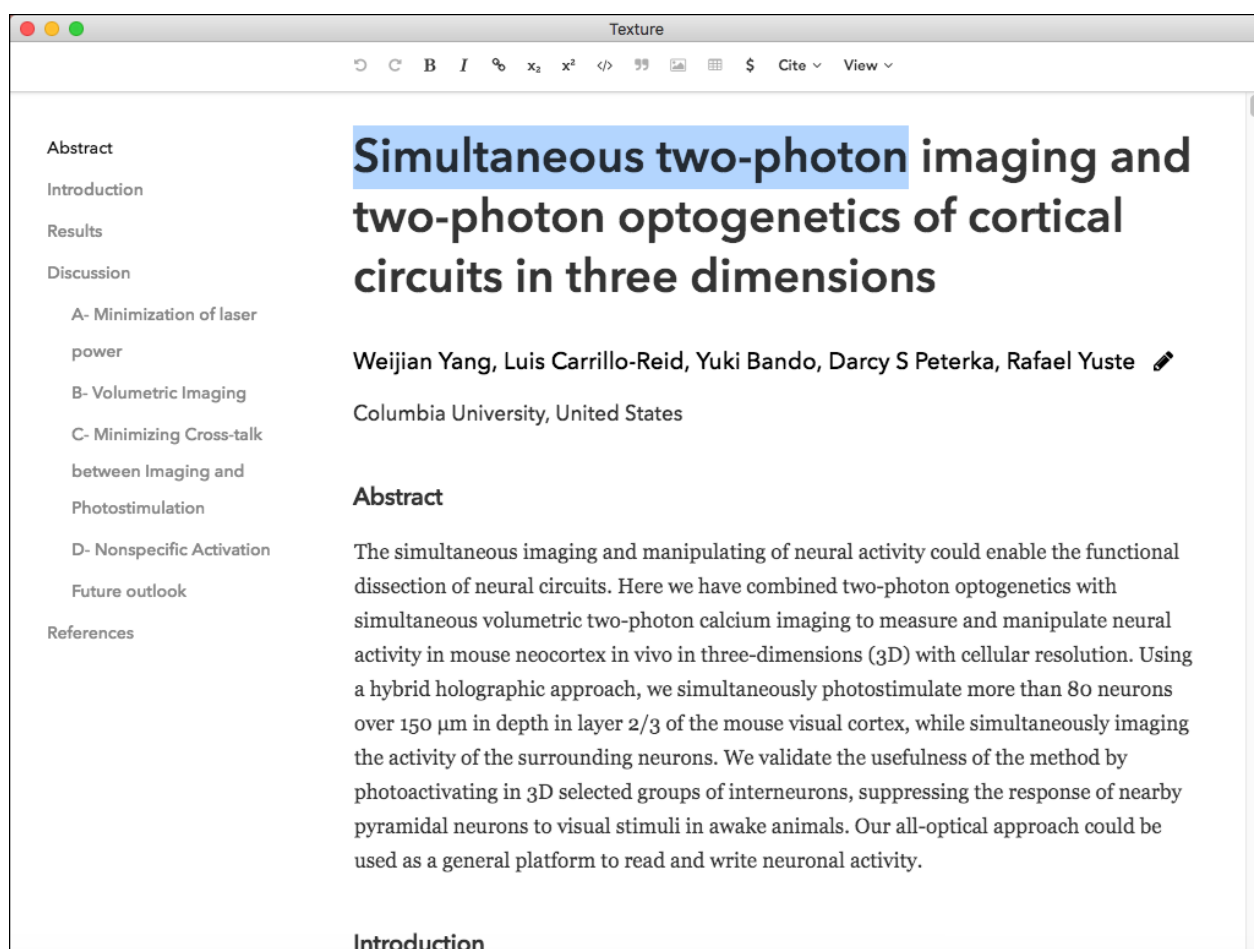 Texture
B I x₂ x² </> " $ Cite View
Abstract
Introduction
Results
Discussion
A- Minimization of laser
power
B- Volumetric Imaging
C- Minimizing Cross-talk
between Imaging and
Photostimulation
D- Nonspecific Activation
Future outlook
References
Simultaneous two-photon imaging and
two-photon optogenetics of cortical
circuits in three dimensions
Weijian Yang, Luis Carrillo-Reid, Yuki Bando, Darcy S Peterka, Rafael Yuste
Columbia University, United States
Abstract
The simultaneous imaging and manipulating of neural activity could enable the functional
dissection of neural circuits. Here we have combined two-photon optogenetics with
simultaneous volumetric two-photon calcium imaging to measure and manipulate neural
activity in mouse neocortex in vivo in three-dimensions (3D) with cellular resolution. Using
a hybrid holographic approach, we simultaneously photostimulate more than 80 neurons
over 150 μm in depth in layer 2/3 of the mouse visual cortex, while simultaneously imaging
the activity of the surrounding neurons. We validate the usefulness of the method by
photoactivating in 3D selected groups of interneurons, suppressing the response of nearby
pyramidal neurons to visual stimuli in awake animals. Our all-optical approach could be
used as a general platform to read and write neuronal activity.
Introduction